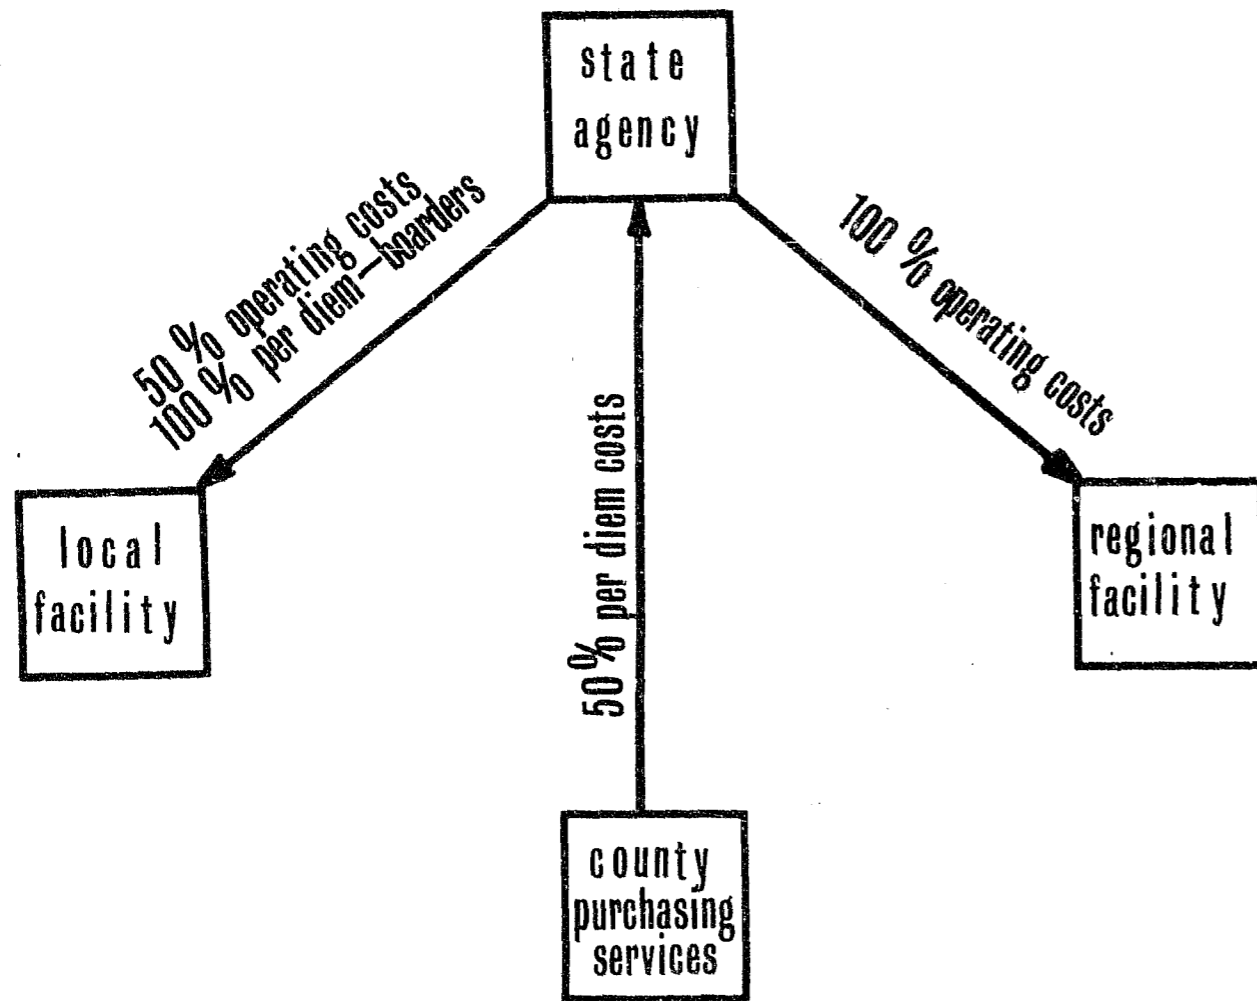 state
agency
50% operating costs
100% per diem—boarders
100% operating costs
50% per diem costs
local
facility
regional
facility
county
purchasing
services